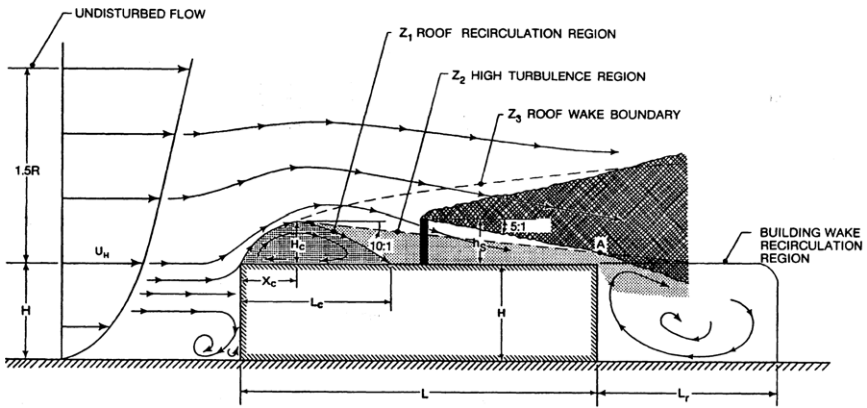 UNDISTURBED FLOW
Z1 ROOF RECIRCULATION REGION
Z2 HIGH TURBULENCE REGION
Z3 ROOF WAKE BOUNDARY
1.5R
UH
Hc
10:1
hs
5:1
A
BUILDING WAKE
RECIRCULATION
REGION
Xc
Lc
H
H
L
Lr